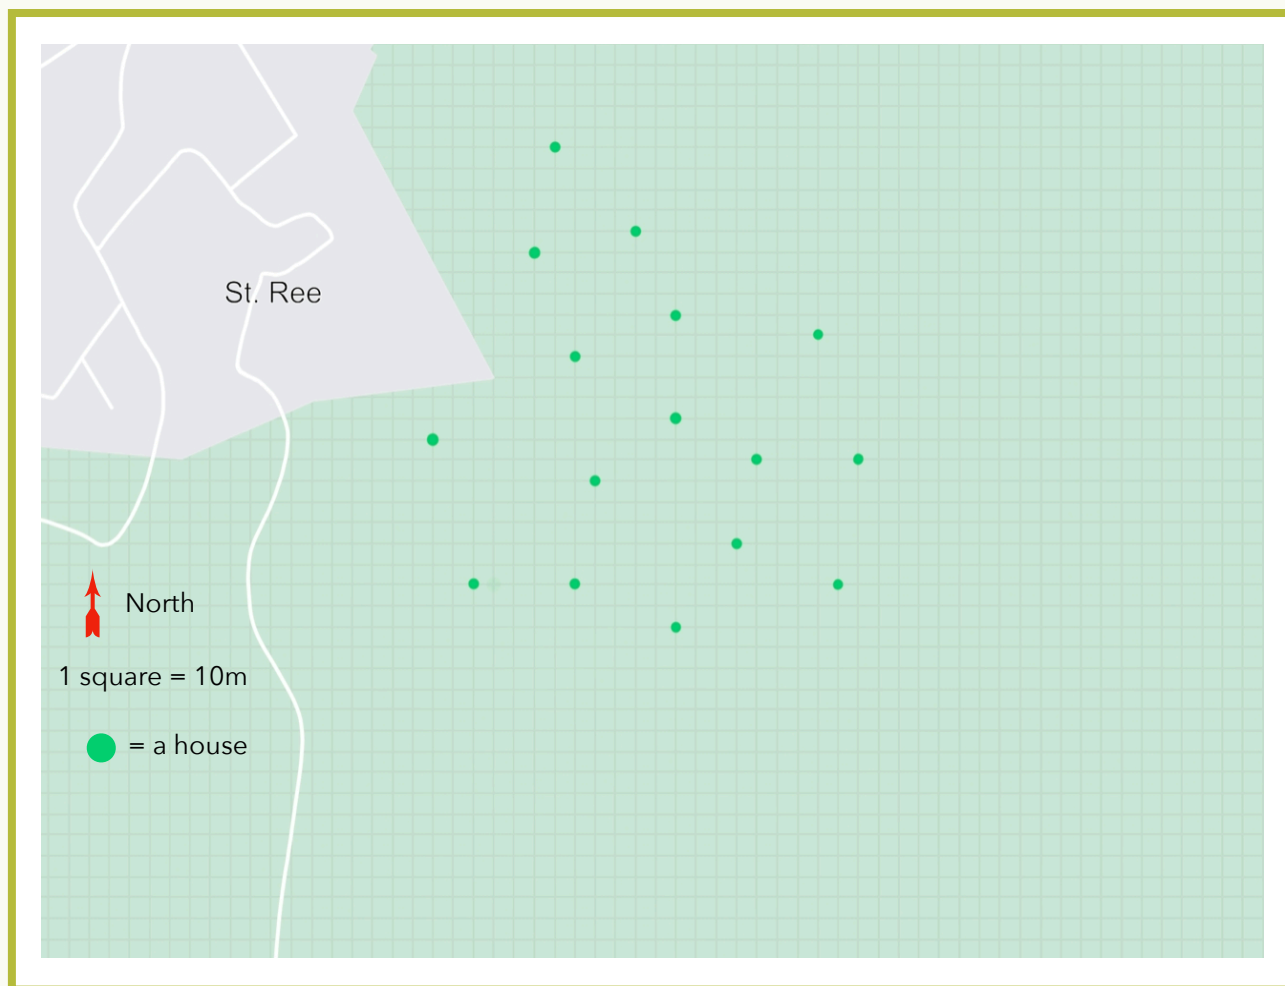 St. Ree
North
1 square = 10m
= a house